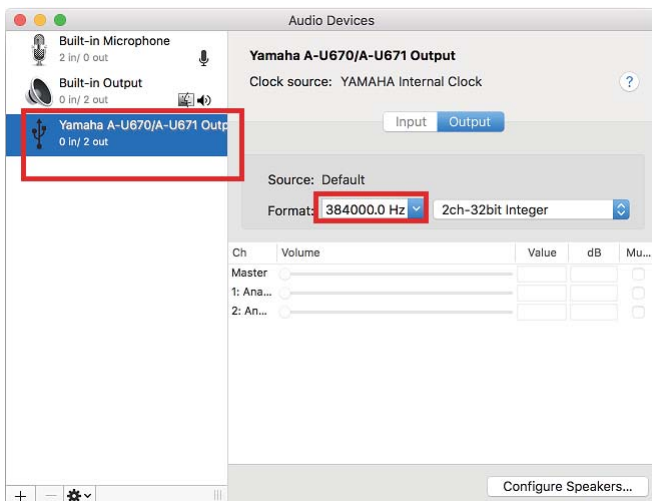 Audio Devices
Built-in Microphone
2 in/ 0 out
Built-in Output
0 in/ 2 out
Yamaha A-U670/A-U671 Outp
0 in/ 2 out
Yamaha A-U670/A-U671 Output
Clock source: YAMAHA Internal Clock
?
Input Output
Source: Default
Format: 384000.0 Hz 2ch-32bit Integer
Ch Volume Value dB Mu...
Master
1: Ana...
2: An...
Configure Speakers...